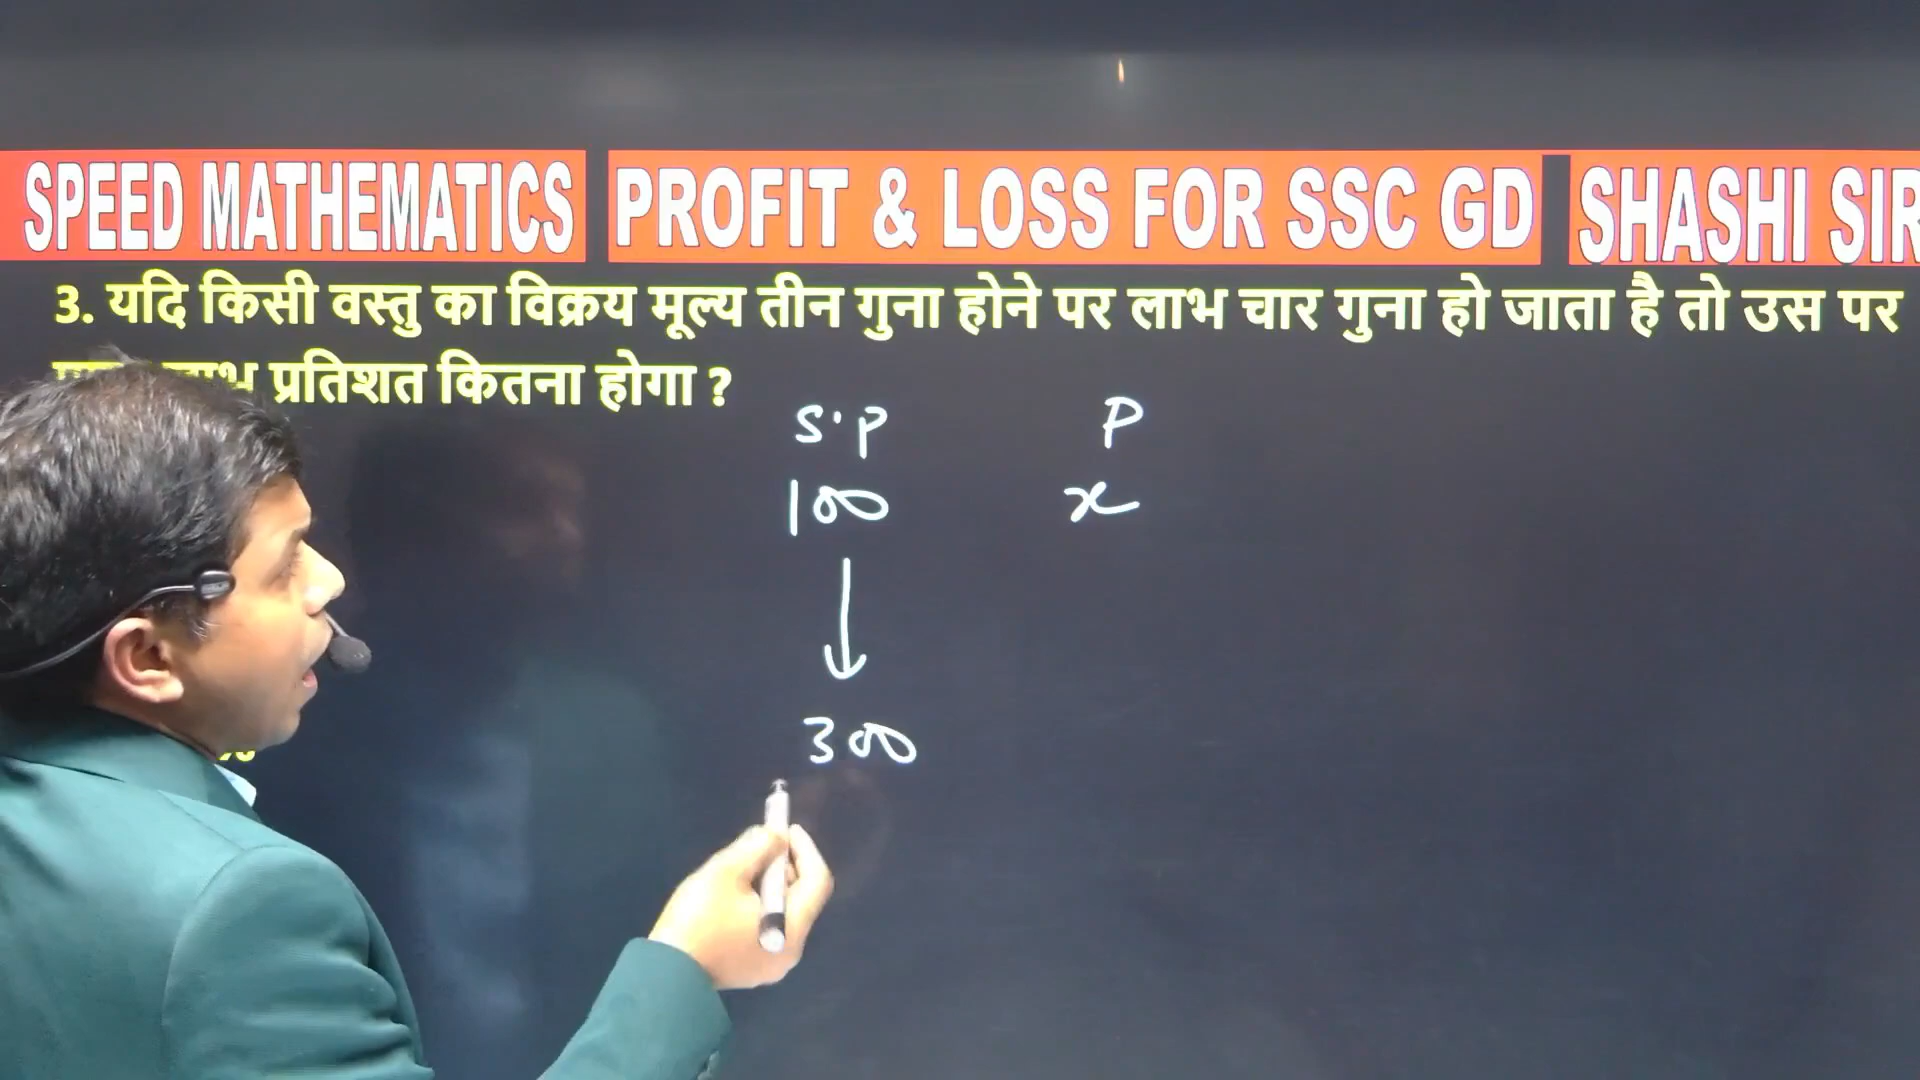 SPEED MATHEMATICS PROFIT & LOSS FOR SSC GD SHASHI SIR
3. यदि किसी वस्तु का विक्रय मूल्य तीन गुना होने पर लाभ चार गुना हो जाता है तो उस पर
लाभ प्रतिशत कितना होगा ?
S.P P
100 x
300
%